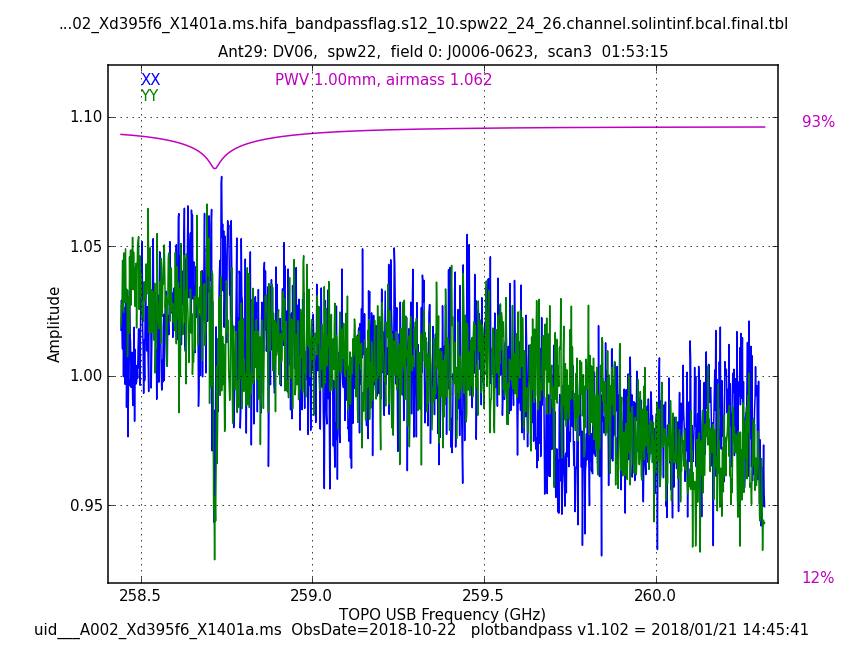 ...02_Xd395f6_X1401a.ms.hifa_bandpassflag.s12_10.spw22_24_26.channel.solintinf.bcal.final.tbl
Ant29: DV06,  spw22,  field 0: J0006-0623,  scan3  01:53:15
XX
PWV 1.00mm, airmass 1.062
YY
1.10
93%
1.05
Amplitude
1.00
0.95
12%
258.5 259.0 259.5 260.0
TOPO USB Frequency (GHz)
uid___A002_Xd395f6_X1401a.ms  ObsDate=2018-10-22   plotbandpass v1.102 = 2018/01/21 14:45:41